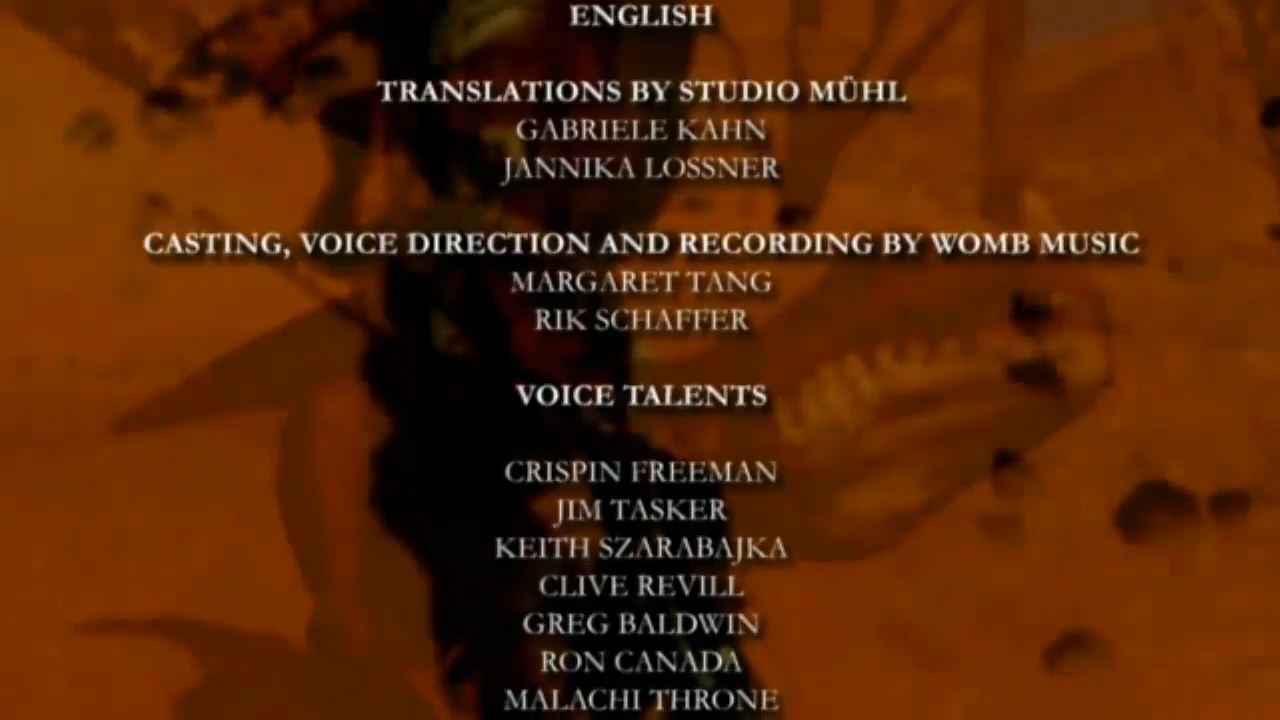 ENGLISH
TRANSLATIONS BY STUDIO MÜHL
GABRIELE KAHN
JANNIKA LOSSNER
CASTING, VOICE DIRECTION AND RECORDING BY WOMB MUSIC
MARGARET TANG
RIK SCHAFFER
VOICE TALENTS
CRISPIN FREEMAN
JIM TASKER
KEITH SZARABAJKA
CLIVE REVILL
GREG BALDWIN
RON CANADA
MALACHI THRONE